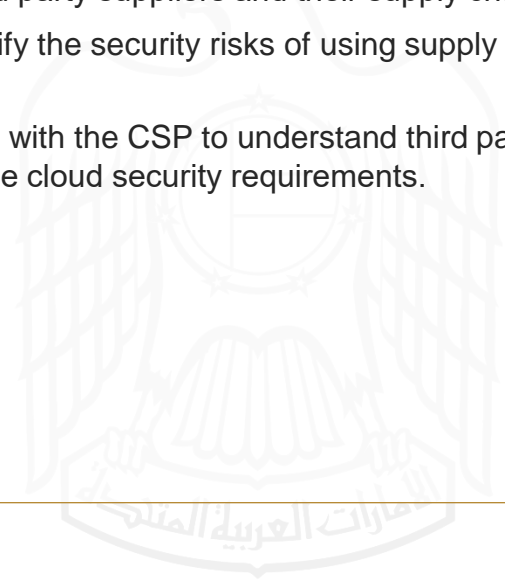 party suppliers and their supply
ify the security risks of using supply
with the CSP to understand third
e cloud security requirements.
الإمارات العربية المتحدة